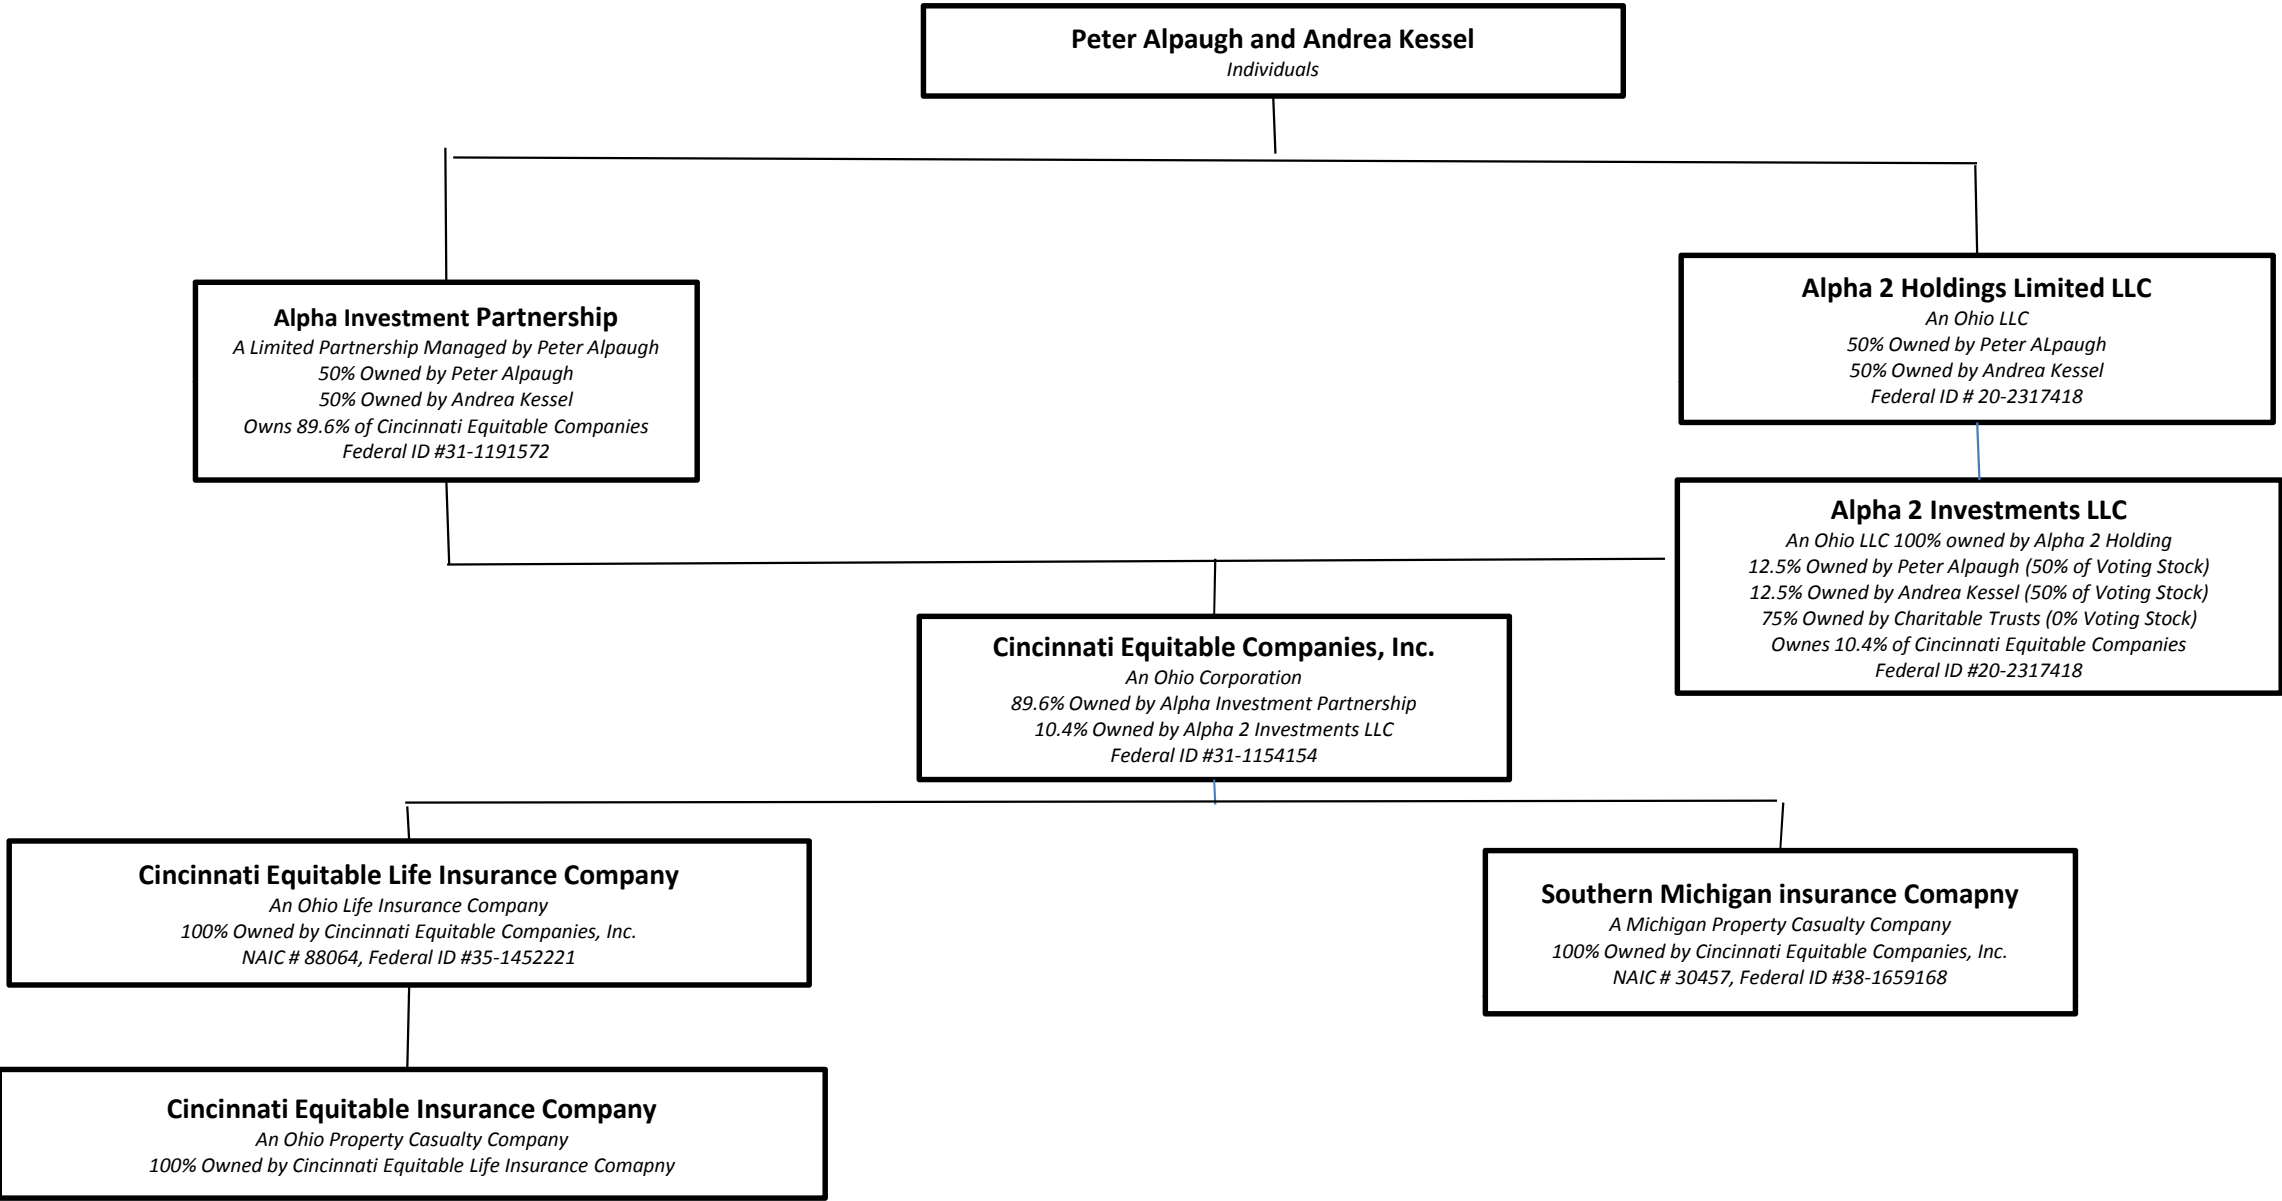 Peter Alpaugh and Andrea Kessel
Individuals
Alpha Investment Partnership
A Limited Partnership Managed by Peter Alpaugh
50% Owned by Peter Alpaugh
50% Owned by Andrea Kessel
Owns 89.6% of Cincinnati Equitable Companies
Federal ID #31-1191572
Alpha 2 Holdings Limited LLC
An Ohio LLC
50% Owned by Peter ALpaugh
50% Owned by Andrea Kessel
Federal ID # 20-2317418
Alpha 2 Investments LLC
An Ohio LLC 100% owned by Alpha 2 Holding
12.5% Owned by Peter Alpaugh (50% of Voting Stock)
12.5% Owned by Andrea Kessel (50% of Voting Stock)
75% Owned by Charitable Trusts (0% Voting Stock)
Ownes 10.4% of Cincinnati Equitable Companies
Federal ID #20-2317418
Cincinnati Equitable Companies, Inc.
An Ohio Corporation
89.6% Owned by Alpha Investment Partnership
10.4% Owned by Alpha 2 Investments LLC
Federal ID #31-1154154
Cincinnati Equitable Life Insurance Company
An Ohio Life Insurance Company
100% Owned by Cincinnati Equitable Companies, Inc.
NAIC # 88064, Federal ID #35-1452221
Southern Michigan insurance Comapny
A Michigan Property Casualty Company
100% Owned by Cincinnati Equitable Companies, Inc.
NAIC # 30457, Federal ID #38-1659168
Cincinnati Equitable Insurance Company
An Ohio Property Casualty Company
100% Owned by Cincinnati Equitable Life Insurance Comapny